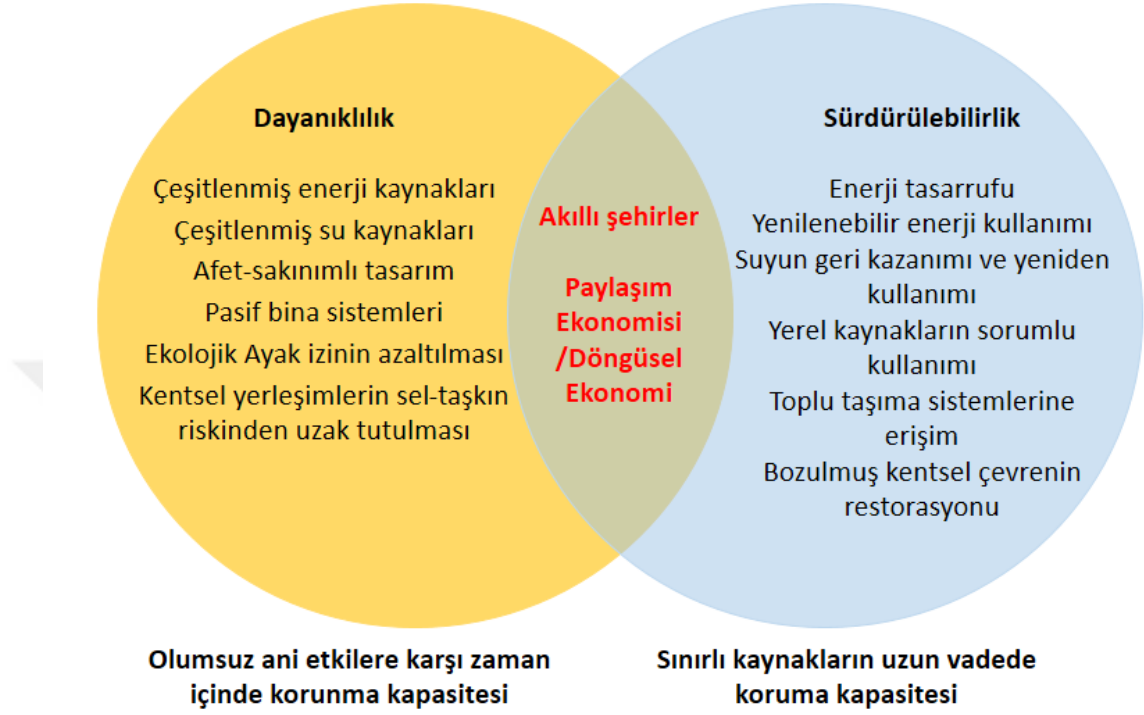 Dayanıklılık
Çeşitlenmiş enerji kaynakları
Çeşitlenmiş su kaynakları
Afet-sakınımlı tasarım
Pasif bina sistemleri
Ekolojik Ayak izinin azaltılması
Kentsel yerleşimlerin sel-taşkın
riskinden uzak tutulması
Akıllı şehirler
Paylaşım
Ekonomisi
/Döngüsel
Ekonomi
Sürdürülebilirlik
Enerji tasarrufu
Yenilenebilir enerji kullanımı
Suyun geri kazanımı ve yeniden
kullanımı
Yerel kaynakların sorumlu
kullanımı
Toplu taşıma sistemlerine
erişim
Bozulmuş kentsel çevrenin
restorasyonu
Olumsuz ani etkilere karşı zaman
içinde korunma kapasitesi
Sınırlı kaynakların uzun vadede
koruma kapasitesi